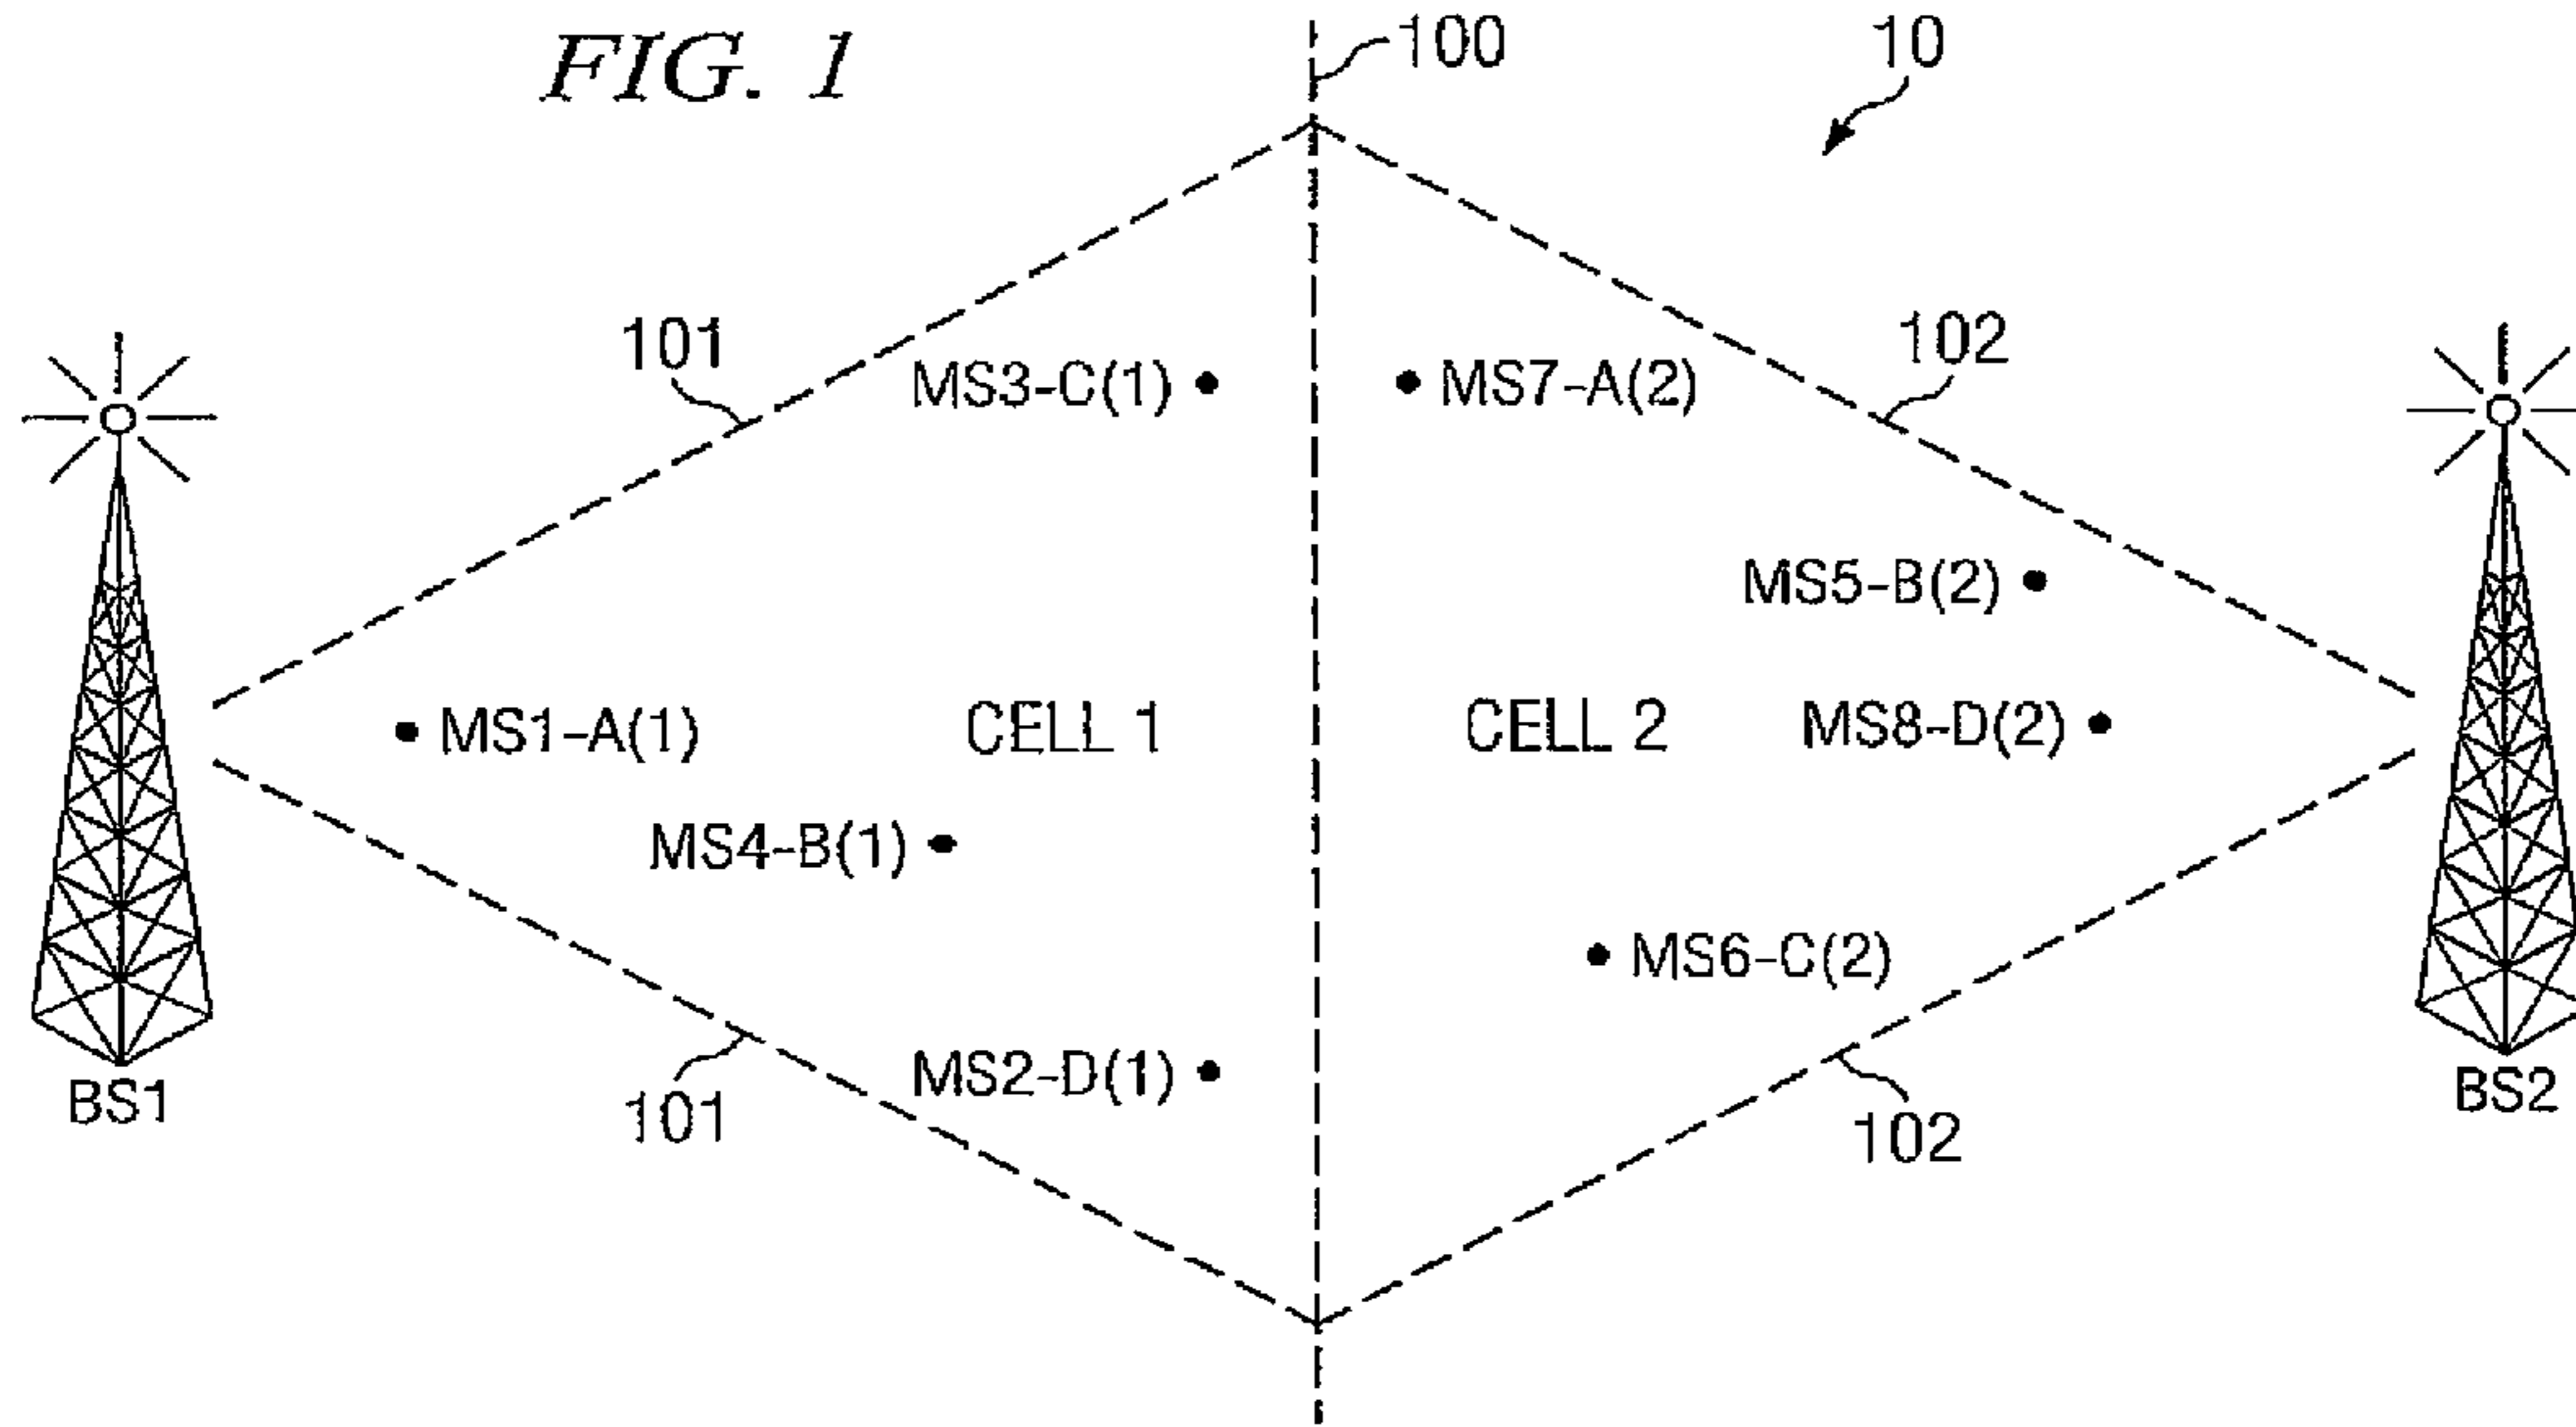 FIG. 1
100
10
101
102
MS3-C(1)
MS7-A(2)
MS5-B(2)
MS1-A(1)
CELL 1
CELL 2
MS8-D(2)
MS4-B(1)
MS6-C(2)
MS2-D(1)
BS1
101
102
BS2